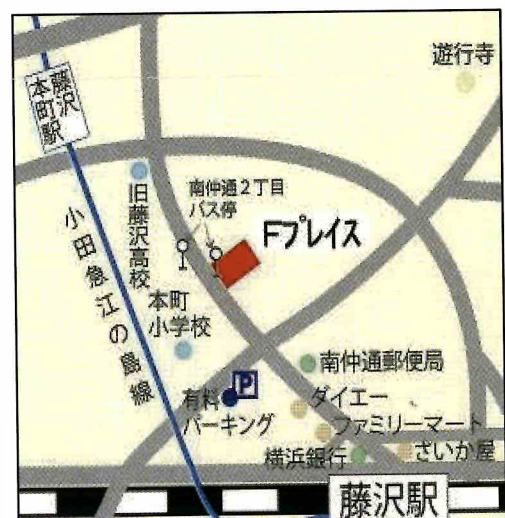 遊行寺
藤沢
本町駅
南仲通2丁目
バス停
旧藤沢高校
Fプレイス
小田急江の島線
本町
小学校
南仲通郵便局
P
有料
パーキング
ダイエー
ファミリーマート
横浜銀行
さいか屋
藤沢駅